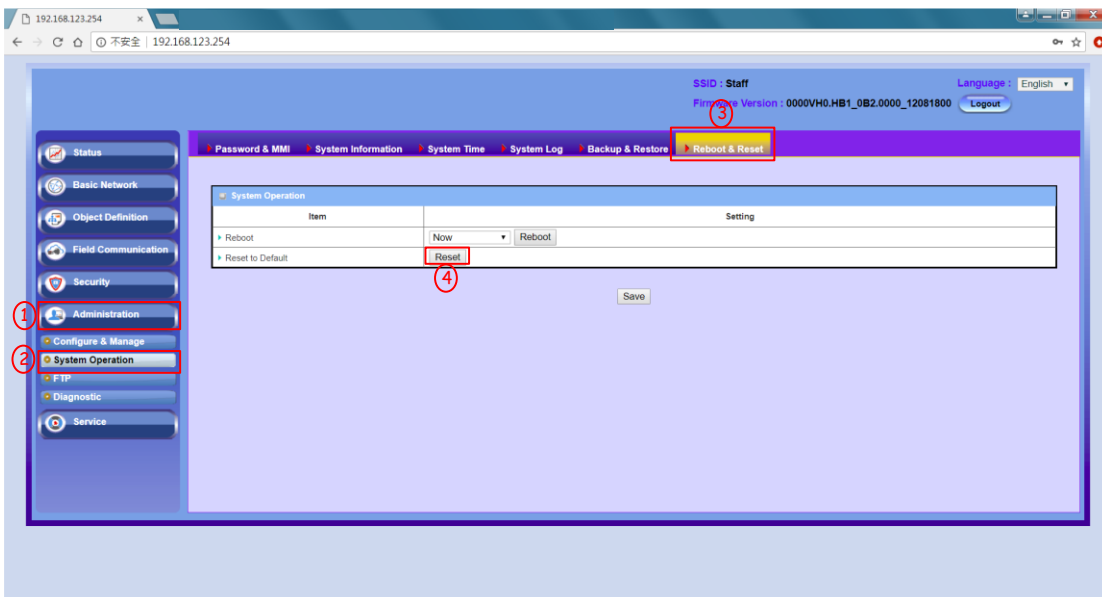 192.168.123.254 ×
不安全 | 192.168.123.254
SSID : Staff
Language : English
Firmware Version : 0000VH0.HB1_0B2.0000_12081800
Logout
3
Status
Password & MMI System Information System Time System Log Backup & Restore Reboot & Reset
Basic Network
System Operation
Object Definition
Item Setting
Reboot Now Reboot
Field Communication
Reset to Default Reset
4
Security
Save
1 Administration
Configure & Manage
2 System Operation
FTP
Diagnostic
Service